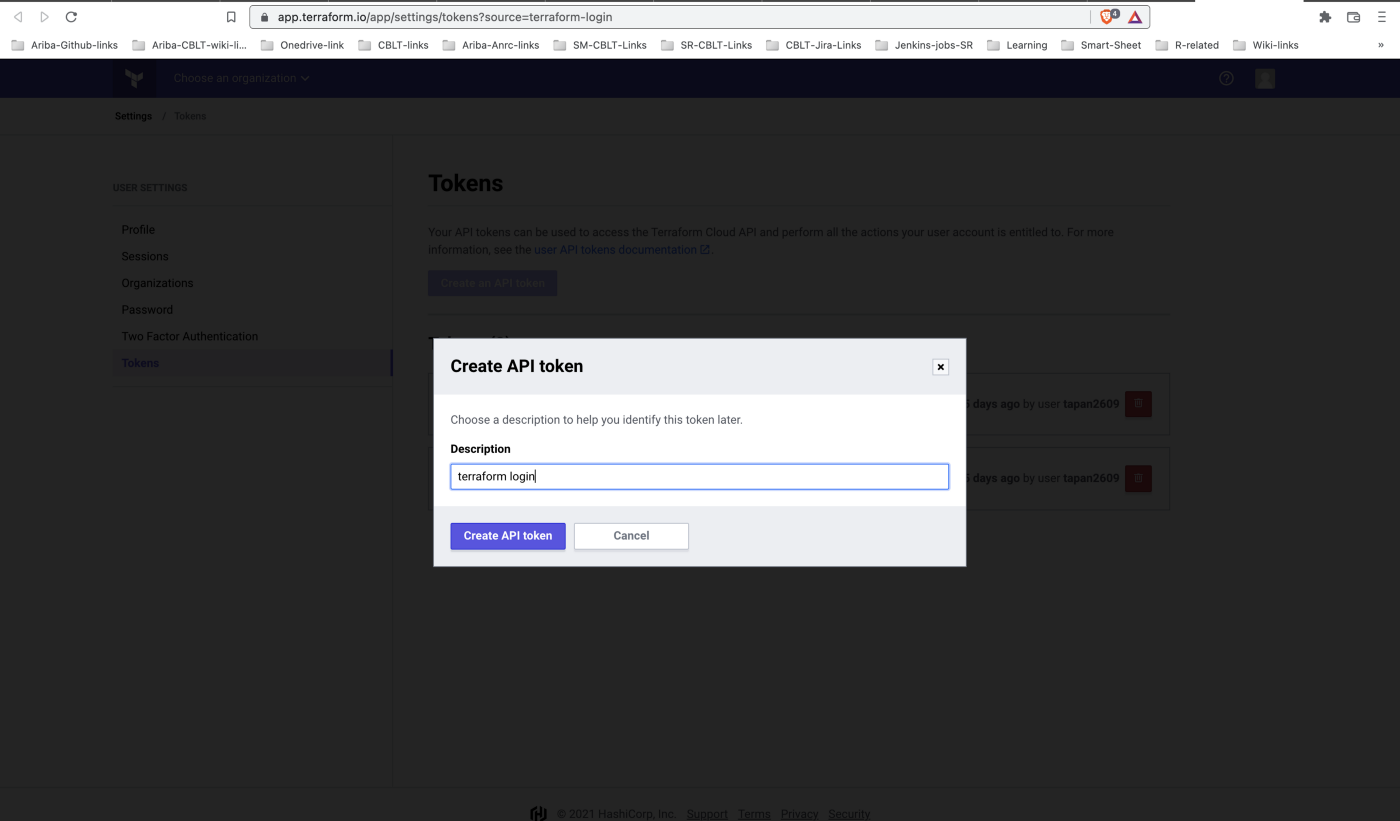 app.terraform.io/app/settings/tokens?source=terraform-login
4
Ariba-Github-links Ariba-CBLT-wiki-li... Onedrive-link CBLT-links Ariba-Anrc-links SM-CBLT-Links SR-CBLT-Links CBLT-Jira-Links Jenkins-jobs-SR Learning Smart-Sheet R-related Wiki-links »
Choose an organization
Settings / Tokens
USER SETTINGS
Profile
Sessions
Organizations
Password
Two Factor Authentication
Tokens
Tokens
Your API tokens can be used to access the Terraform Cloud API and perform all the actions your user account is entitled to. For more
information, see the user API tokens documentation.
Create an API token
Create API token
Choose a description to help you identify this token later.
Description
terraform login
Create API token Cancel
days ago by user tapan2609
days ago by user tapan2609
© 2021 HashiCorp, Inc. Support Terms Privacy Security